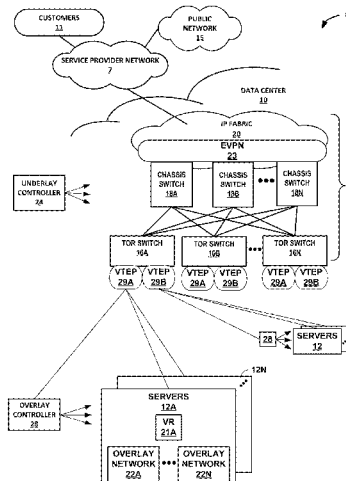 CUSTOMERS
11
PUBLIC
NETWORK
15
SERVICE PROVIDER NETWORK
7
DATA CENTER
10
IP FABRIC
20
EVPN
23
CHASSIS
SWITCH
18A
CHASSIS
SWITCH
18B
CHASSIS
SWITCH
18N
UNDERLAY
CONTROLLER
24
TOR SWITCH
16A
TOR SWITCH
16B
TOR SWITCH
16N
VTEP
29A
VTEP
29B
VTEP
29A
VTEP
29B
VTEP
29A
VTEP
29B
28
SERVERS
12
12N
SERVERS
12A
VR
21A
OVERLAY
CONTROLLER
28
OVERLAY
NETWORK
22A
OVERLAY
NETWORK
22N